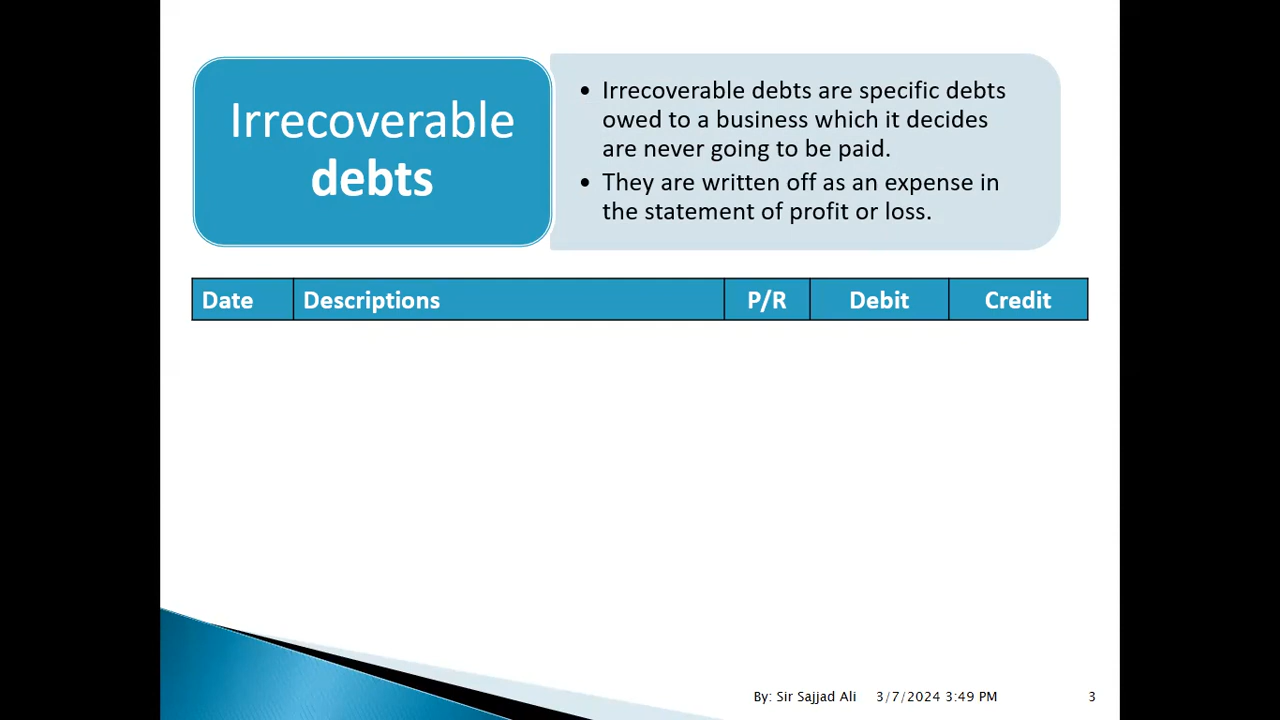 Irrecoverable
debts
• Irrecoverable debts are specific debts
owed to a business which it decides
are never going to be paid.
• They are written off as an expense in
the statement of profit or loss.
Date Descriptions P/R Debit Credit
By: Sir Sajjad Ali 3/7/2024 3:49 PM 3